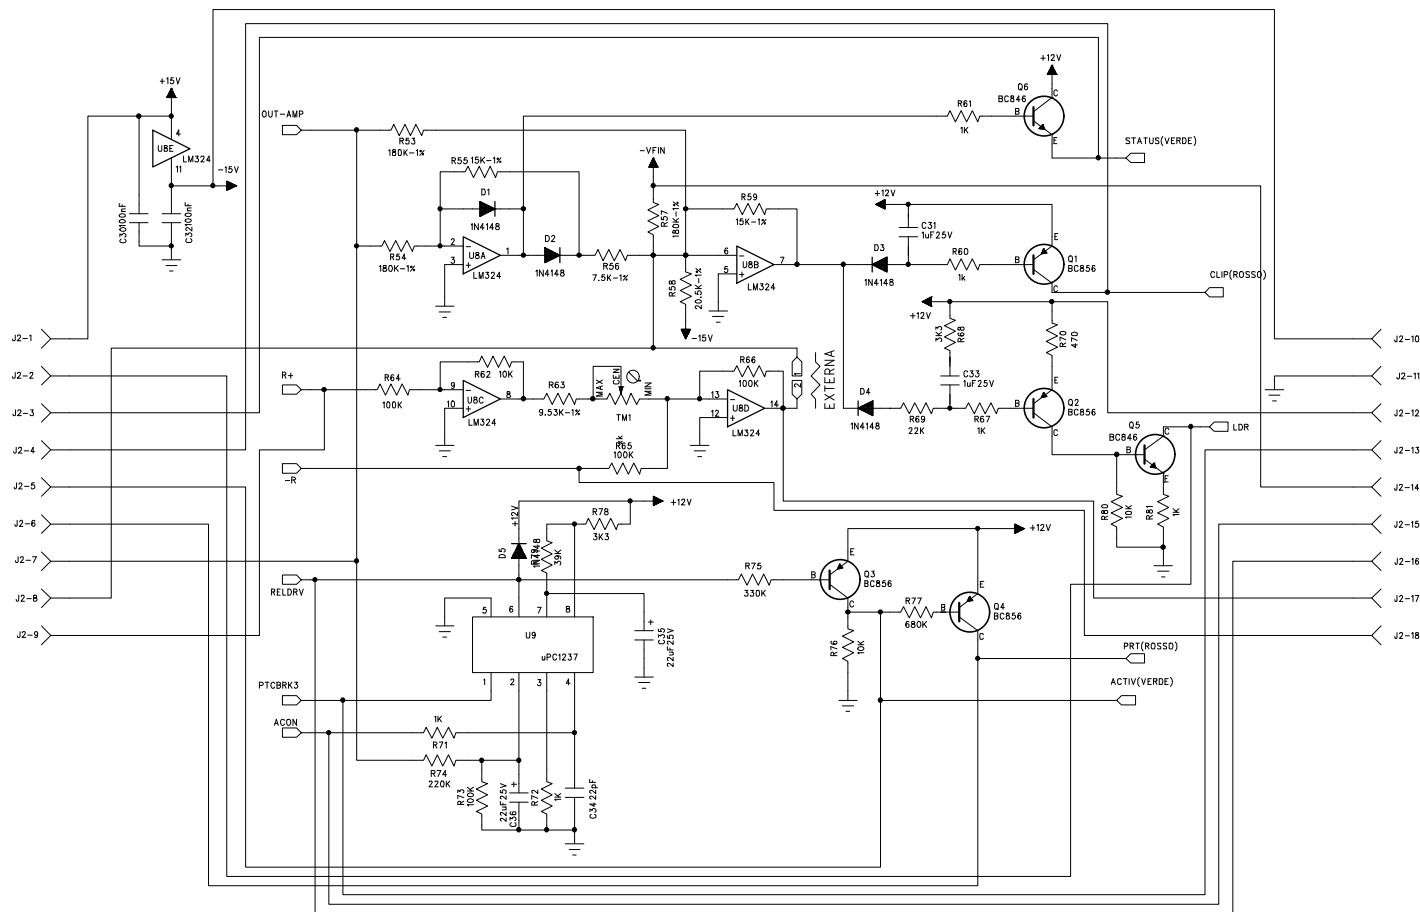 +15V
4
U8E
LM324
11
-15V
C30100nF
C32100nF
OUT-AMP
R53
180K-1%
R55 15K-1%
D1
1N4148
2
3
1
U8A
LM324
R54
180K-1%
D2
1N4148
R56
7.5K-1%
-VFIN
R57
180K-1%
R58
20.5K-1%
-15V
R59
15K-1%
6
5
7
U8B
LM324
R61
1K
+12V
Q6
BC846
C
B
E
STATUS(VERDE)
+12V
C31
1uF25V
D3
1N4148
R60
1k
E
B
C
Q1
BC856
CLIP(ROSSO)
+12V
3K3
R68
R70
470
C33
1uF25V
D4
1N4148
R69
22K
R67
1K
E
B
C
Q2
BC856
Q5
BC846
C
B
E
LDR
R80
10K
R81
1K
R+
R64
100K
R62 10K
9
10
8
U8C
LM324
R63
9.53K-1%
MAX
CEN
MIN
TM1
R65
100K
-R
R66
100K
13
12
14
U8D
LM324
1
2
EXTERNA
+12V
R78
3K3
+12V
D5
1N4148
R79
39K
RELDRV
5
6
7
8
U9
uPC1237
1
2
3
4
C35
22uF25V
+
R75
330K
E
B
C
Q3
BC856
+12V
R76
10K
R77
680K
E
B
C
Q4
BC856
PRT(ROSSO)
ACTIV(VERDE)
PTCBRK3
ACON
1K
R71
R74
220K
R73
100K
+
22uF25V
C36
R72
1K
C34 22pF
J2-1
J2-2
J2-3
J2-4
J2-5
J2-6
J2-7
J2-8
J2-9
J2-10
J2-11
J2-12
J2-13
J2-14
J2-15
J2-16
J2-17
J2-18